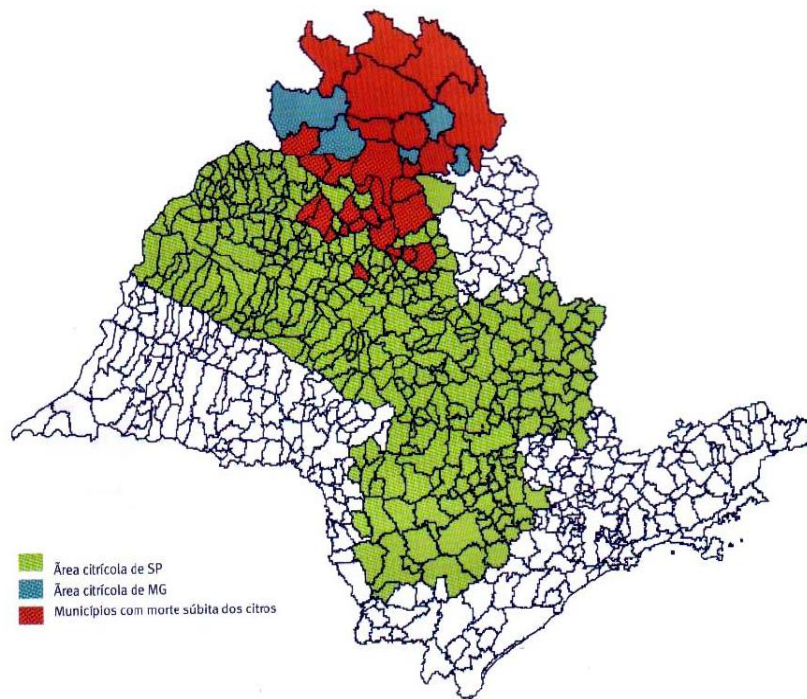 Área citrícola de SP
Área citrícola de MG
Municípios com morte súbita dos citros